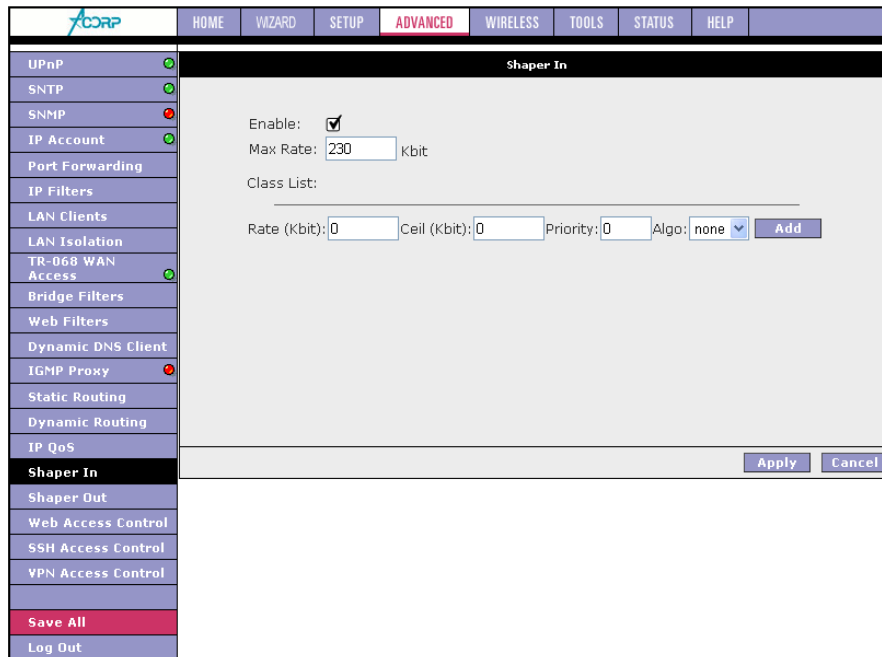 ACORP
HOME WIZARD SETUP ADVANCED WIRELESS TOOLS STATUS HELP
UPnP
SNTP
SNMP
IP Account
Port Forwarding
IP Filters
LAN Clients
LAN Isolation
TR-068 WAN
Access
Bridge Filters
Web Filters
Dynamic DNS Client
IGMP Proxy
Static Routing
Dynamic Routing
IP QoS
Shaper In
Shaper Out
Web Access Control
SSH Access Control
VPN Access Control
Save All
Log Out
Shaper In
Enable:
Max Rate: 230 Kbit
Class List:
Rate (Kbit): 0 Ceil (Kbit): 0 Priority: 0 Algo: none Add
Apply Cancel